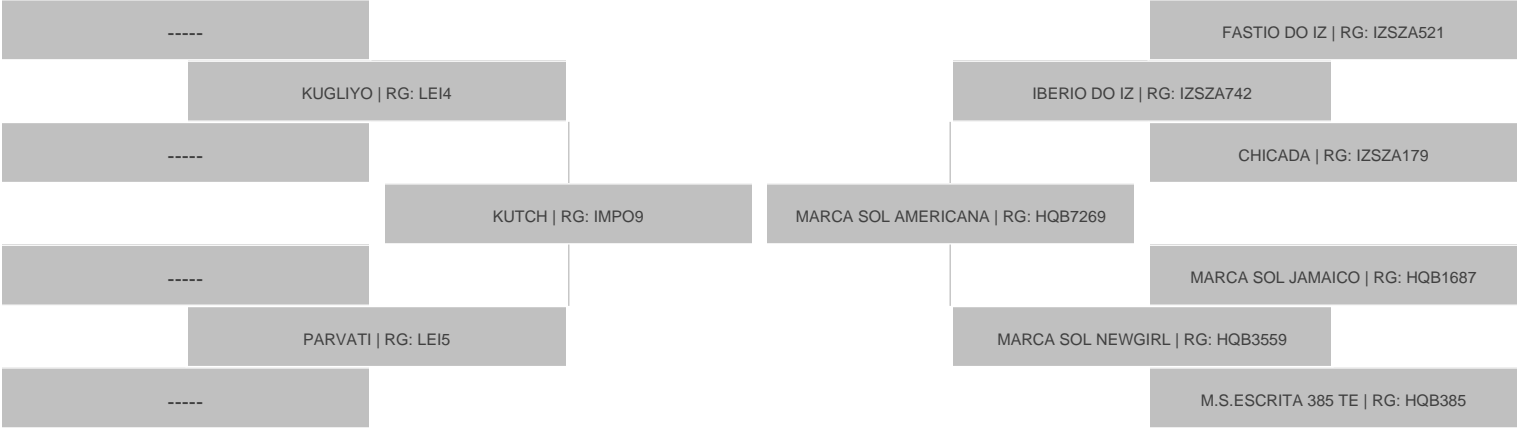 -----
FASTIO DO IZ | RG: IZSZA521
KUGLIYO | RG: LEI4
IBERIO DO IZ | RG: IZSZA742
-----
CHICADA | RG: IZSZA179
KUTCH | RG: IMPO9
MARCA SOL AMERICANA | RG: HQB7269
-----
MARCA SOL JAMAICO | RG: HQB1687
PARVATI | RG: LEI5
MARCA SOL NEWGIRL | RG: HQB3559
-----
M.S.ESCRITA 385 TE | RG: HQB385